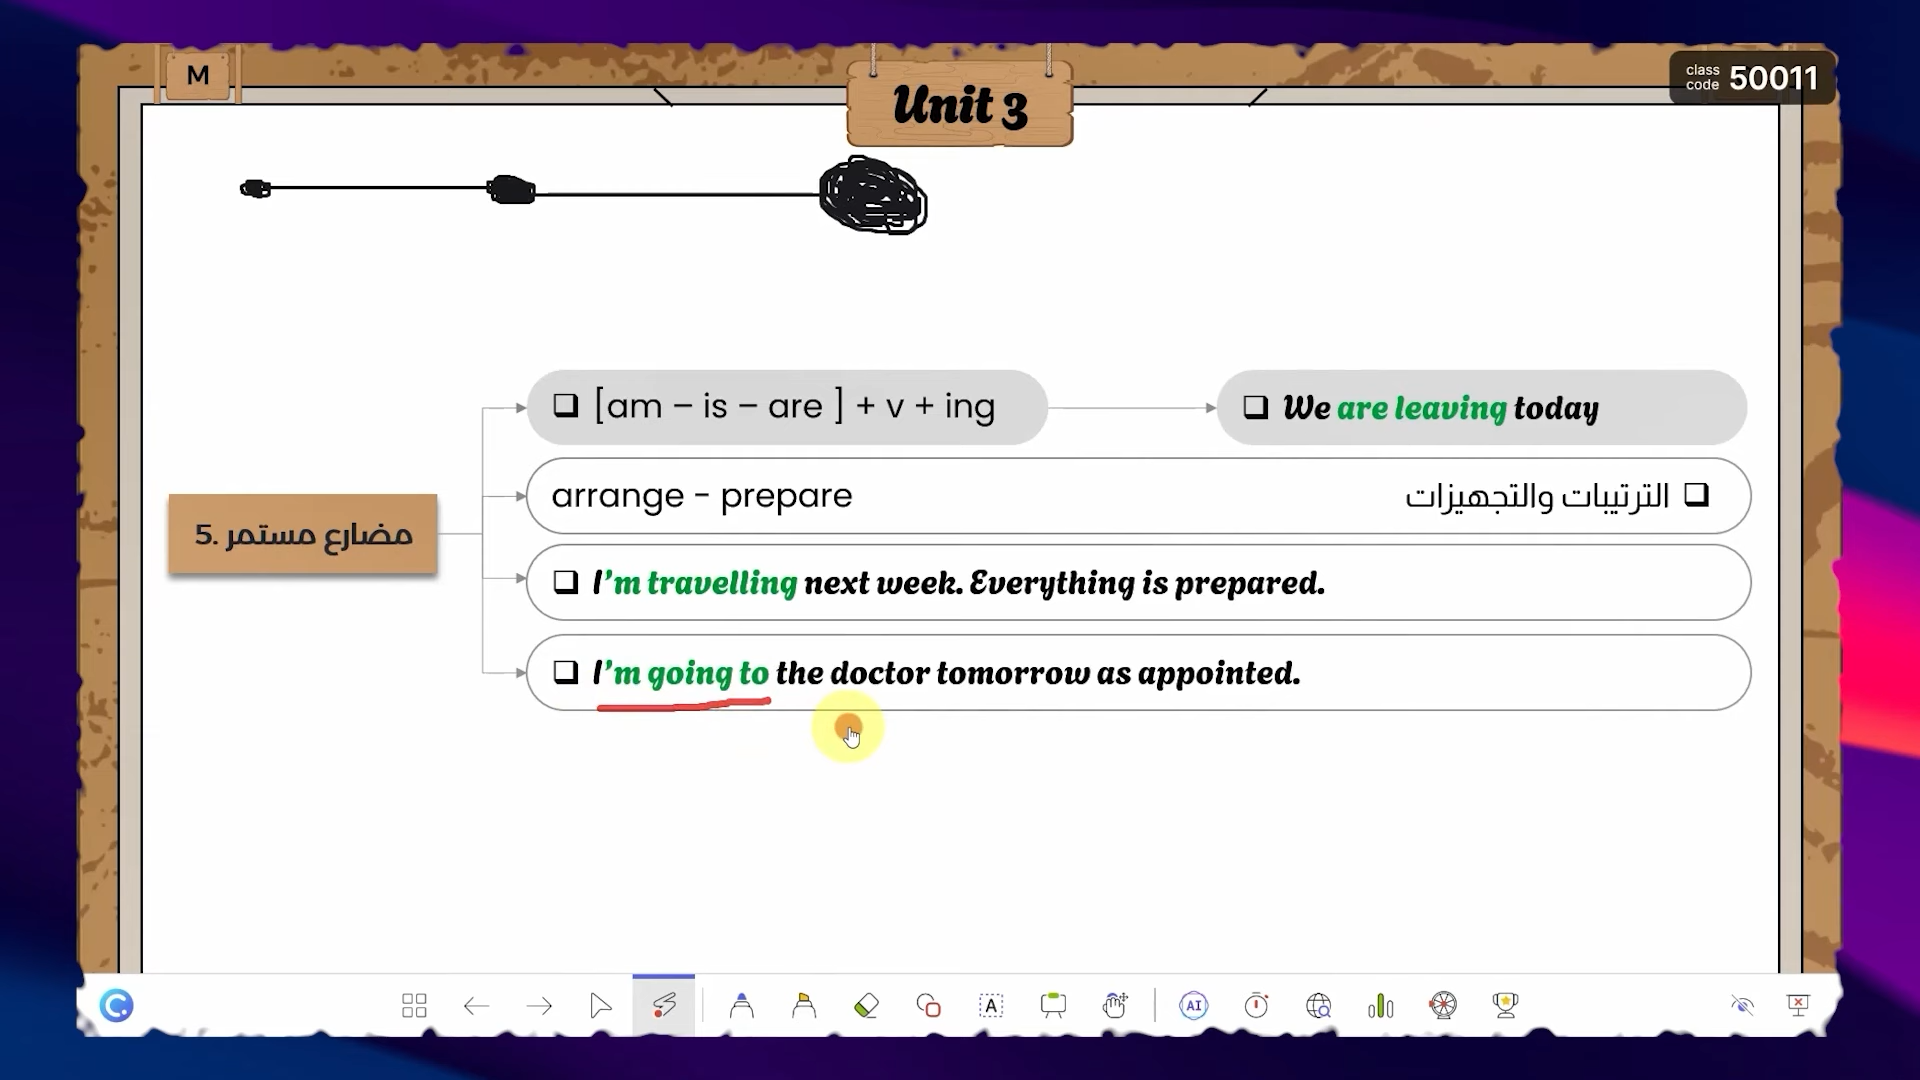 M
Unit 3
class code 50011
❑ [am – is – are ] + v + ing
❑ We are leaving today
arrange - prepare
❑ الترتيبات والتجهيزات
5. مضارع مستمر
❑ I'm travelling next week. Everything is prepared.
❑ I'm going to the doctor tomorrow as appointed.
A
AI